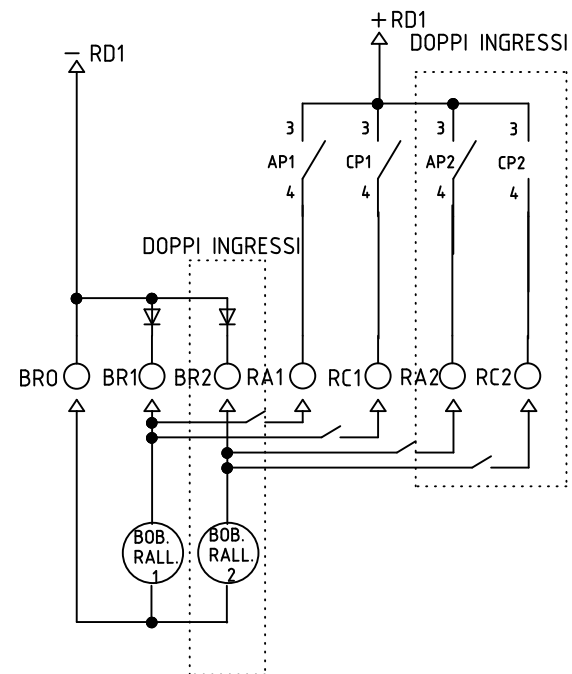 +RD1
DOPPI INGRESSI
− RD1
3 3 3 3
AP1 CP1 AP2 CP2
4 4 4 4
DOPPI INGRESSI
BR0 BR1 BR2 RA1 RC1 RA2 RC2
BOB. RALL. 1
BOB. RALL. 2